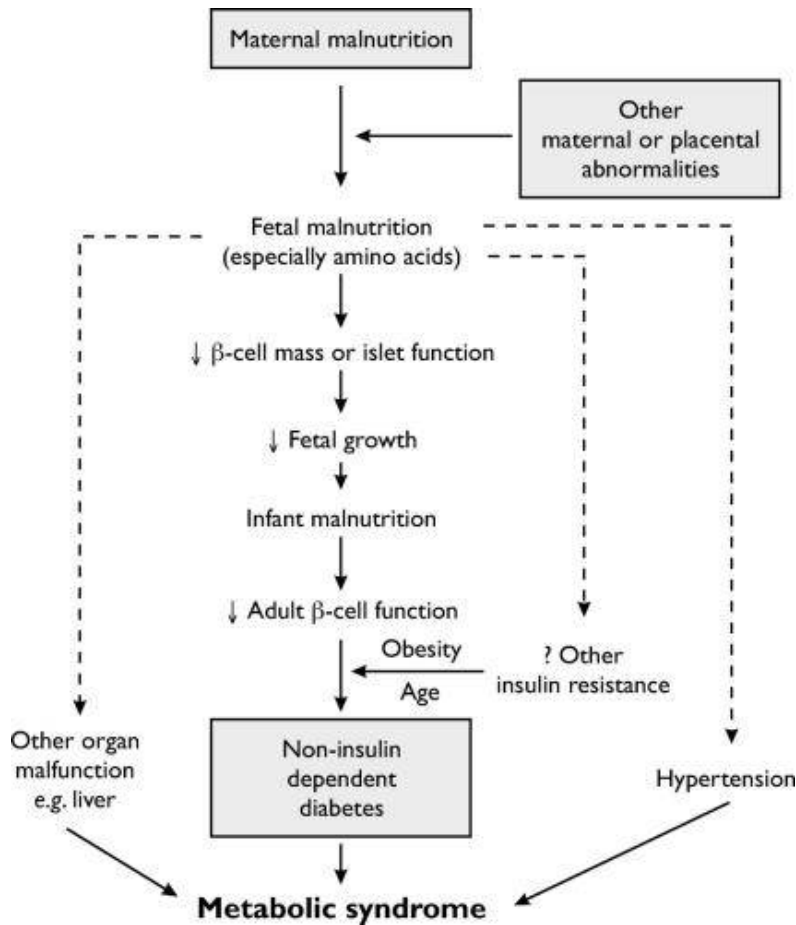 Maternal malnutrition
Other
maternal or placental
abnormalities
Fetal malnutrition
(especially amino acids)
↓ β-cell mass or islet function
↓ Fetal growth
Infant malnutrition
↓ Adult β-cell function
Obesity
Age
? Other
insulin resistance
Other organ
malfunction
e.g. liver
Non-insulin
dependent
diabetes
Hypertension
Metabolic syndrome